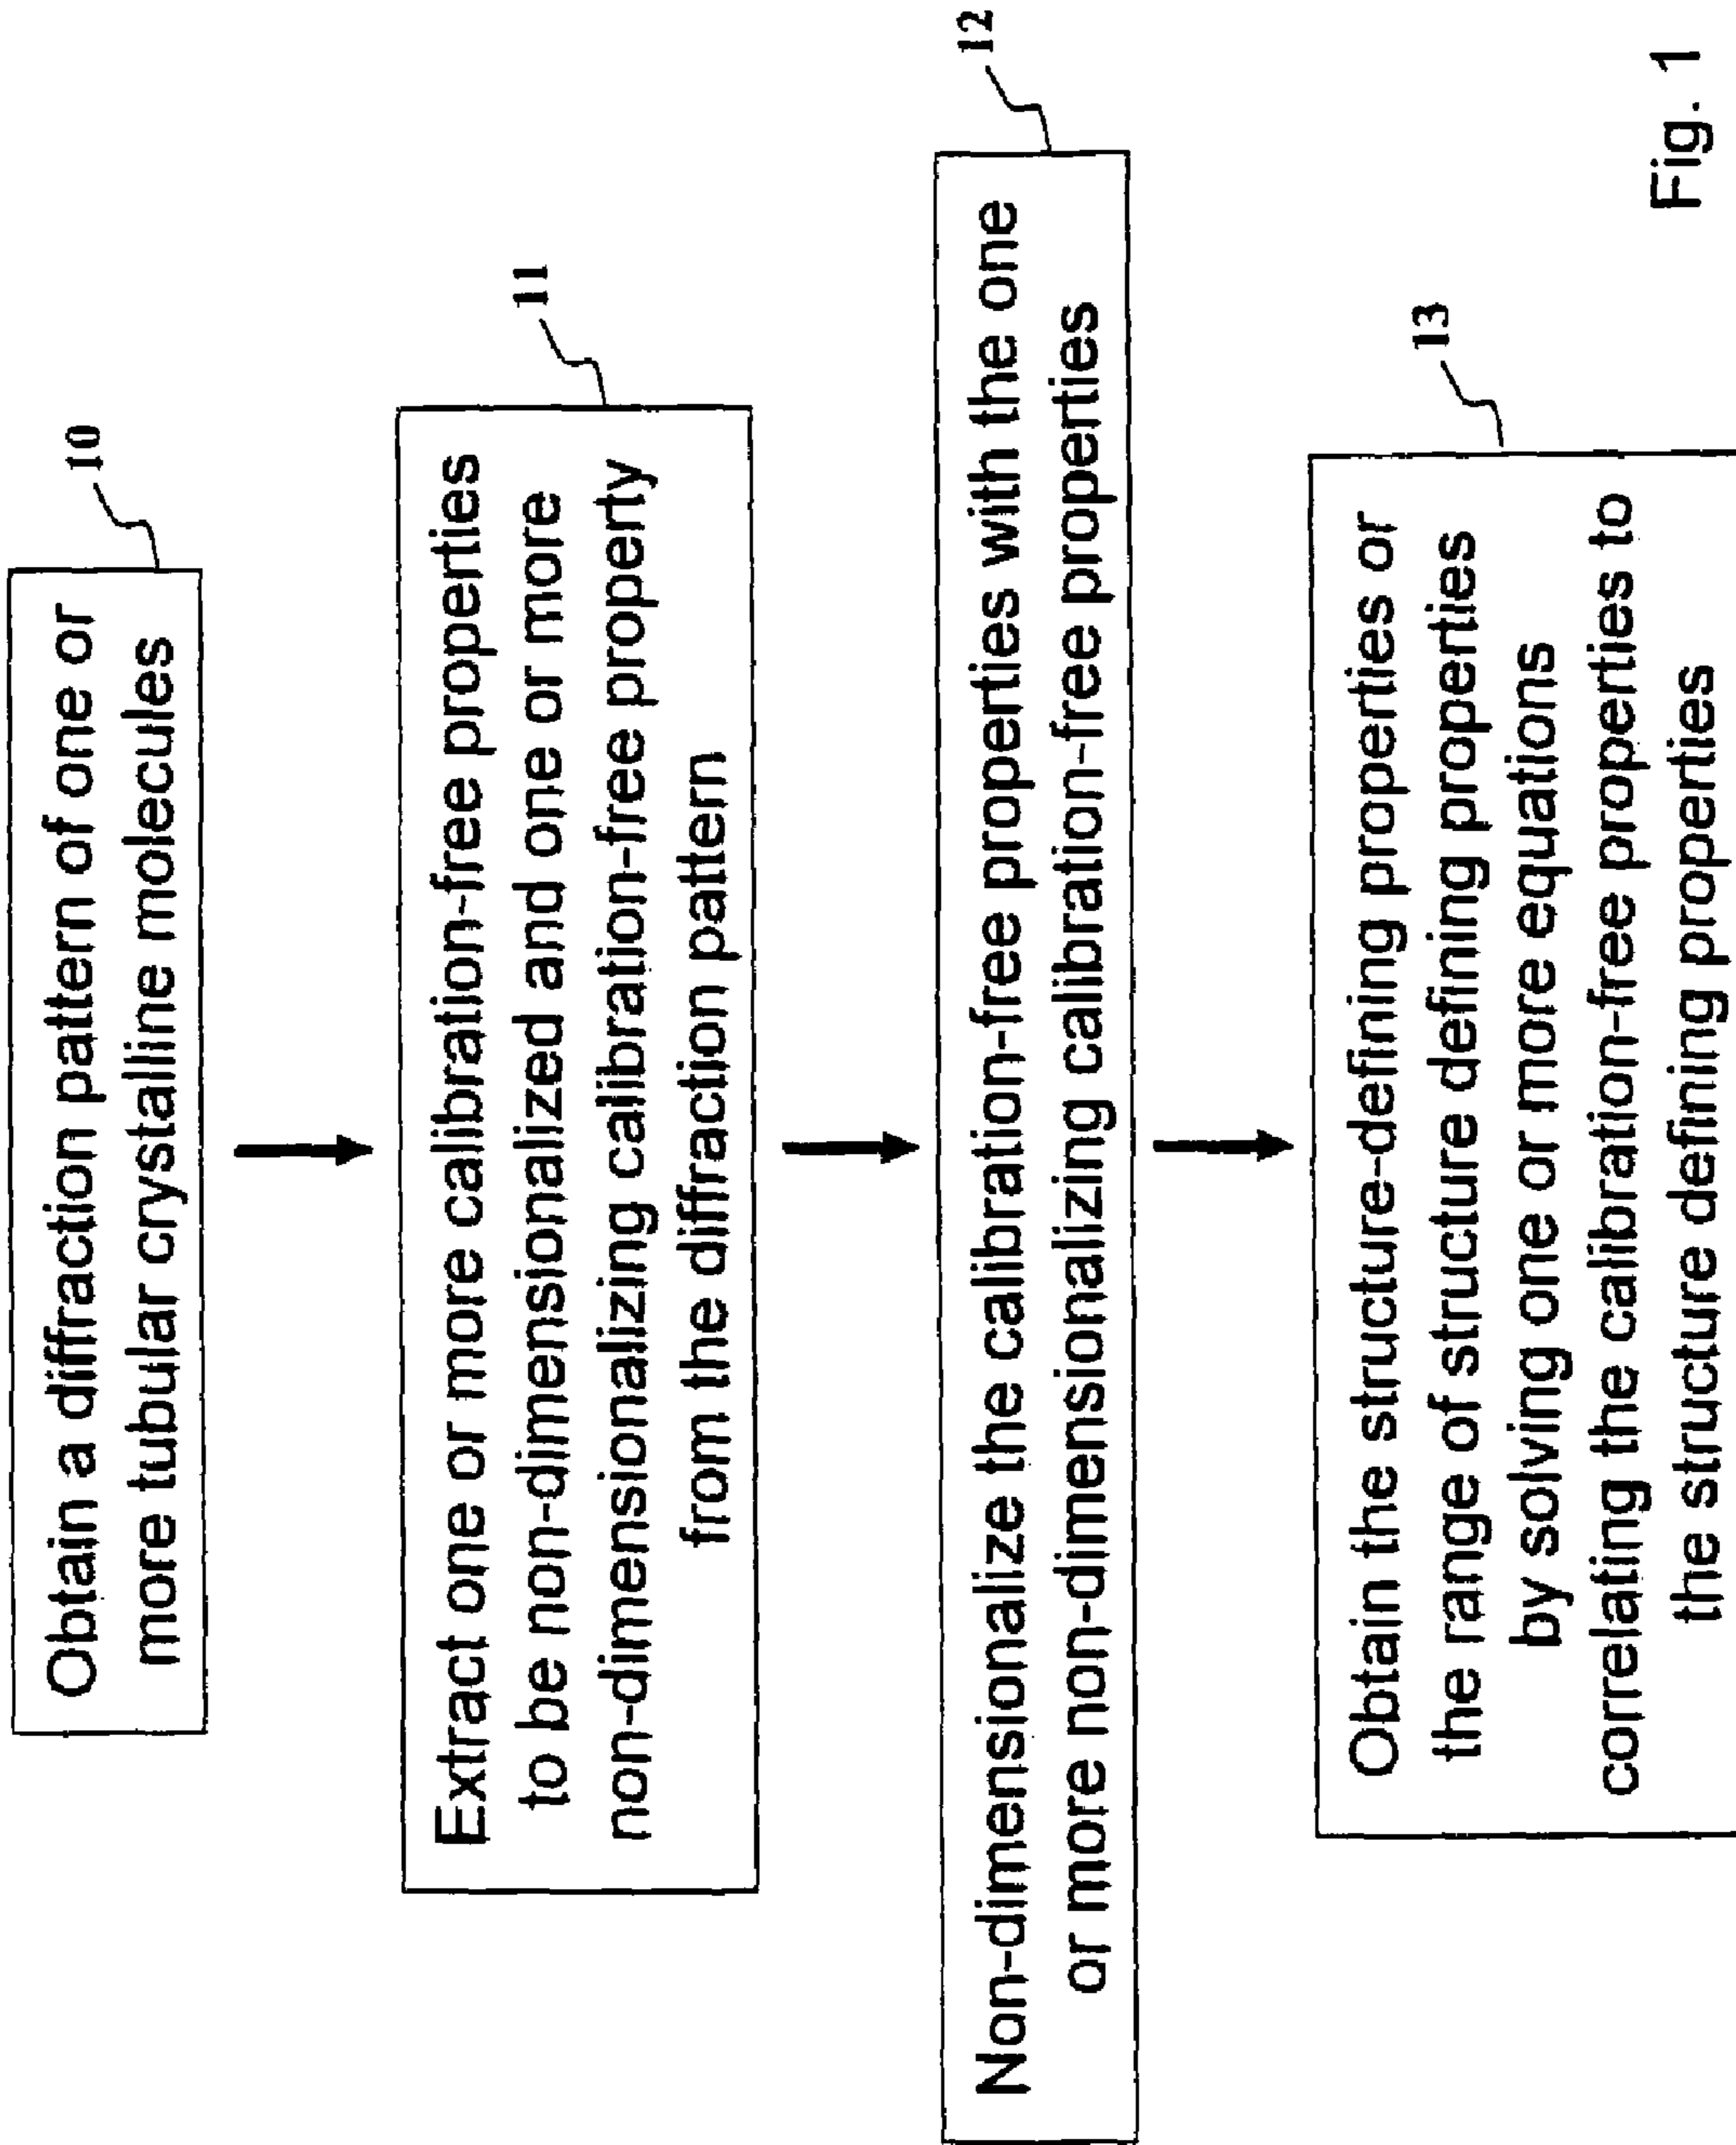 Obtain a diffraction pattern of one or
more tubular crystalline molecules
10
Extract one or more calibration-free properties
to be non-dimensionalized and one or more
non-dimensionalizing calibration-free property
from the diffraction pattern
11
Non-dimensionalize the calibration-free properties with the one
or more non-dimensionalizing calibration-free properties
12
Obtain the structure-defining properties or
the range of structure defining properties
by solving one or more equations
correlating the calibration-free properties to
the structure defining properties
13
Fig. 1